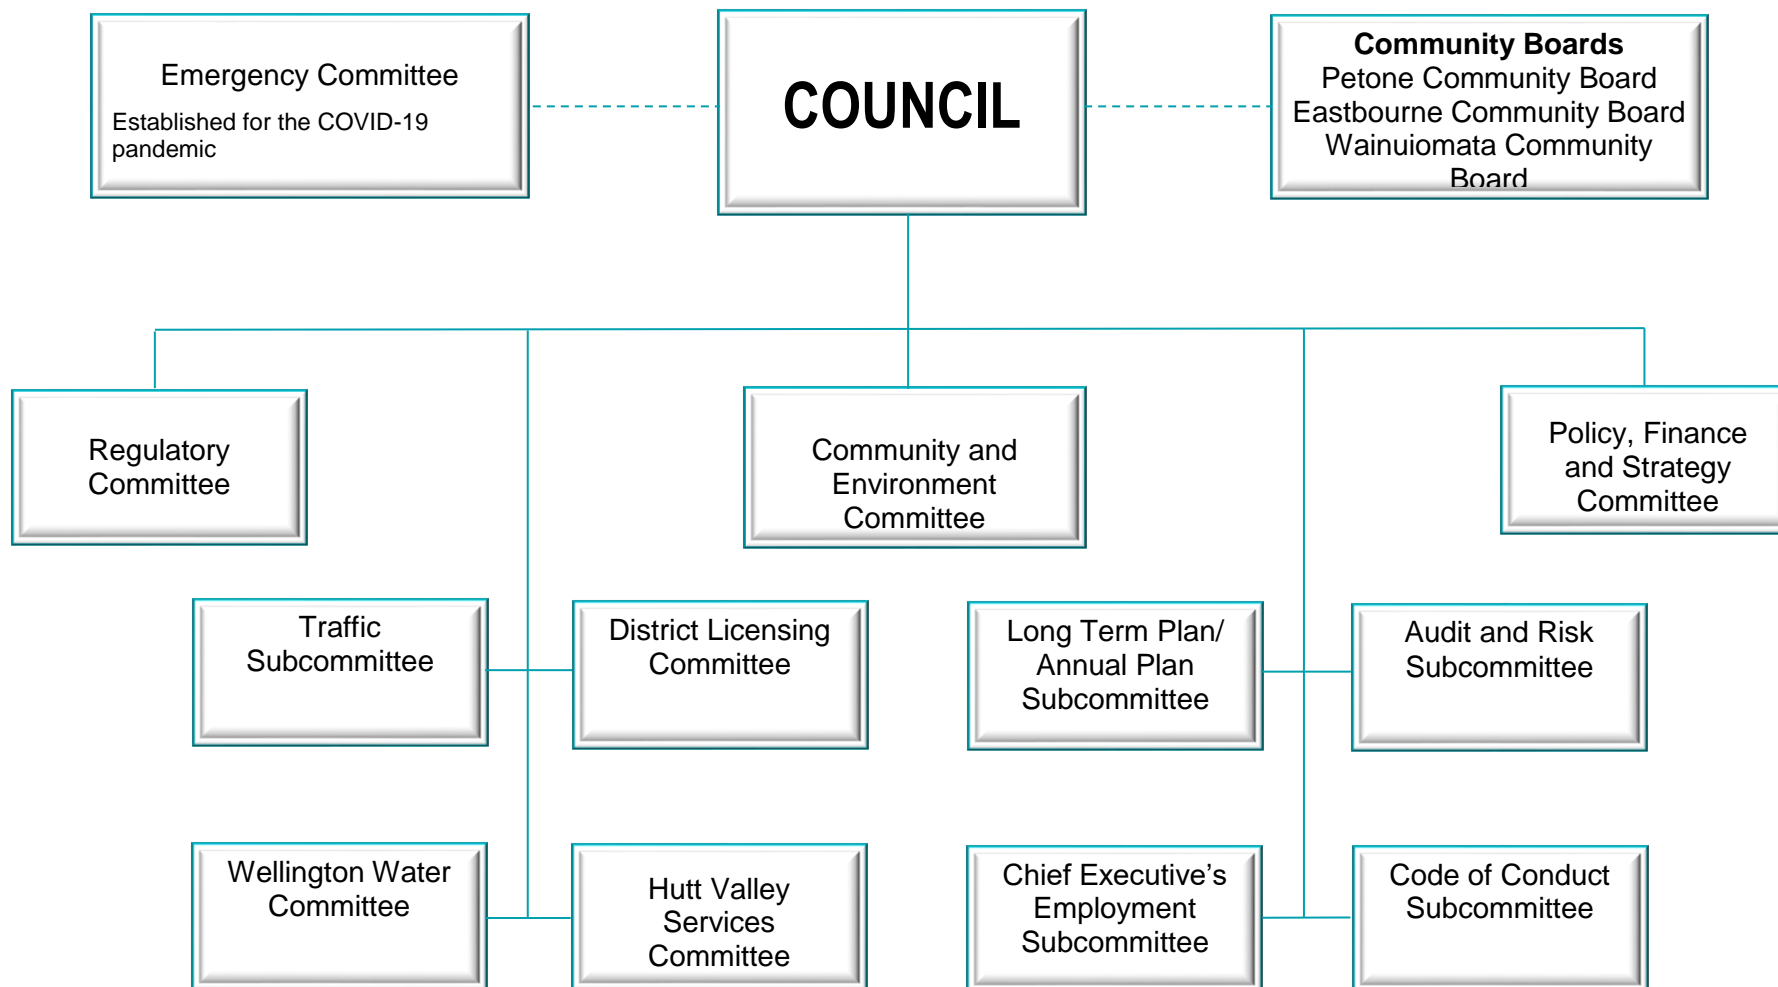 Emergency Committee
Established for the COVID-19
pandemic
COUNCIL
Community Boards
Petone Community Board
Eastbourne Community Board
Wainuiomata Community
Board
Regulatory
Committee
Community and
Environment
Committee
Policy, Finance
and Strategy
Committee
Traffic
Subcommittee
District Licensing
Committee
Long Term Plan/
Annual Plan
Subcommittee
Audit and Risk
Subcommittee
Wellington Water
Committee
Hutt Valley
Services
Committee
Chief Executive’s
Employment
Subcommittee
Code of Conduct
Subcommittee